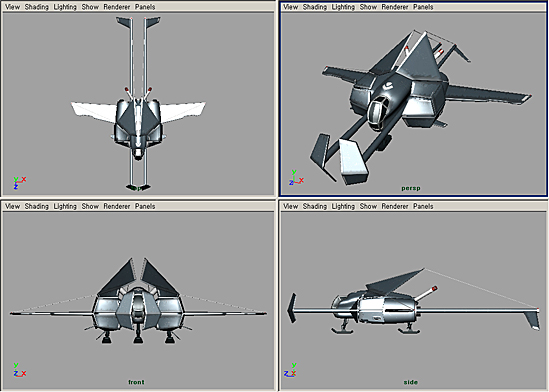 View Shading Lighting Show Renderer Panels
View Shading Lighting Show Renderer Panels
Y
X
Z
Y
X
Z
persp
View Shading Lighting Show Renderer Panels
View Shading Lighting Show Renderer Panels
Y
X
front
Y
Z
side